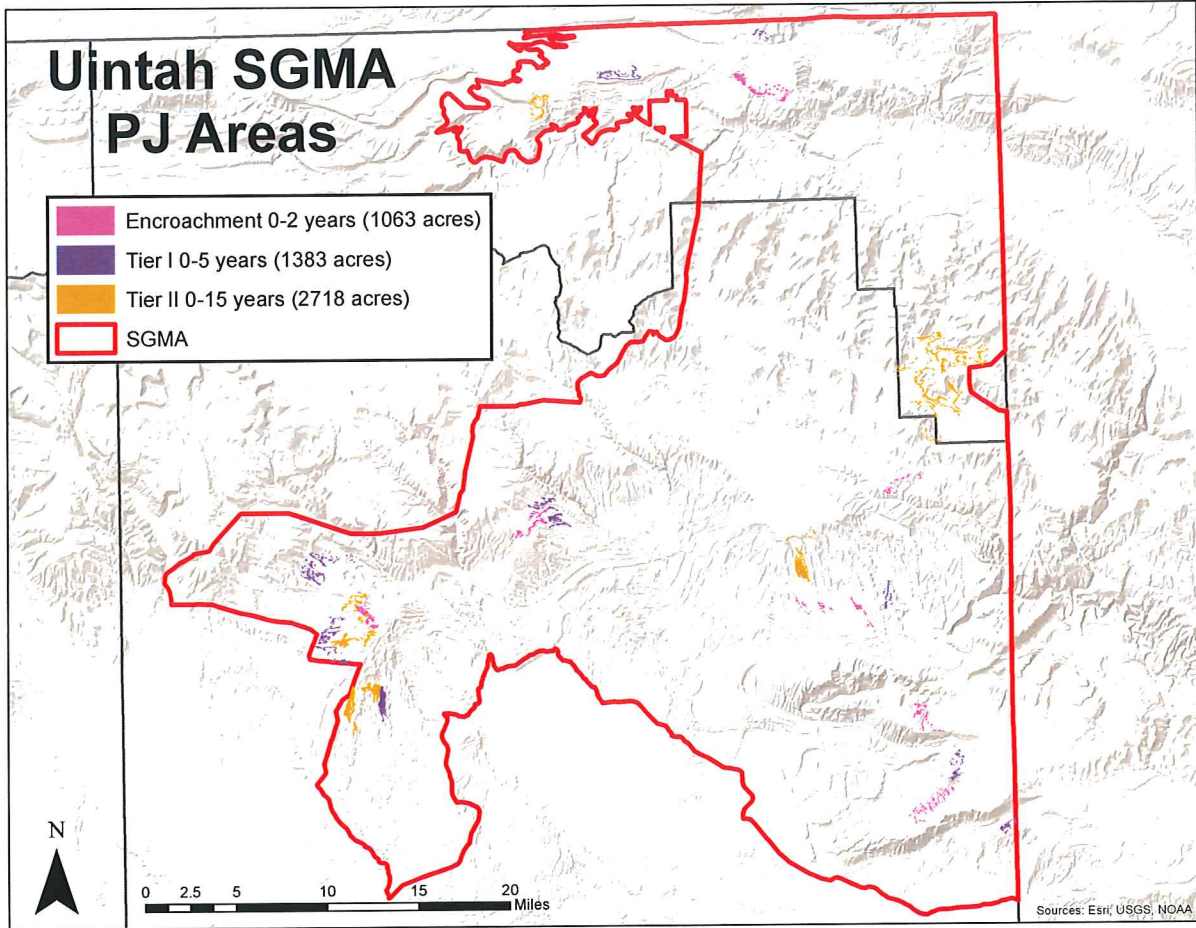 Uintah SGMA
PJ Areas
Encroachment 0-2 years (1063 acres)
Tier I 0-5 years (1383 acres)
Tier II 0-15 years (2718 acres)
SGMA
N
0 2.5 5 10 15 20
Miles
Sources: Esri, USGS, NOAA